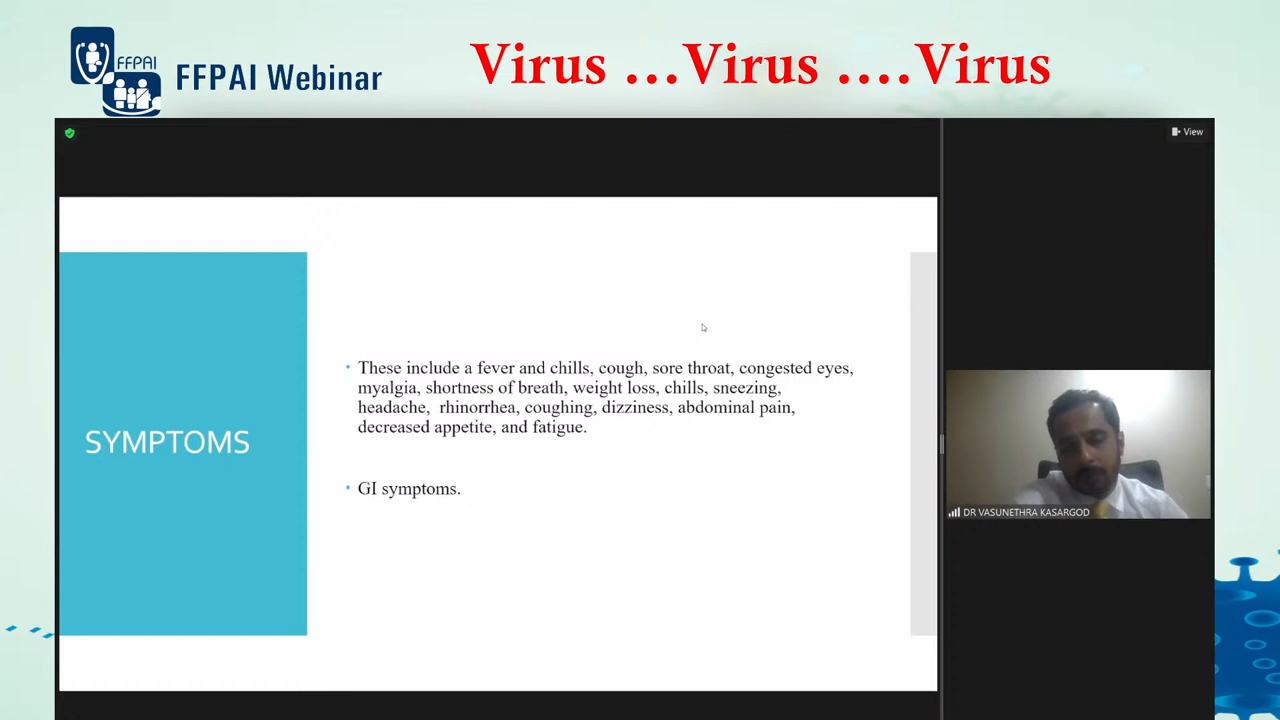 FFPAI
FFPAI Webinar
Virus ...Virus ....Virus
View
SYMPTOMS
• These include a fever and chills, cough, sore throat, congested eyes,
myalgia, shortness of breath, weight loss, chills, sneezing,
headache, rhinorrhea, coughing, dizziness, abdominal pain,
decreased appetite, and fatigue.
• GI symptoms.
DR VASUNETHRA KASARGOD